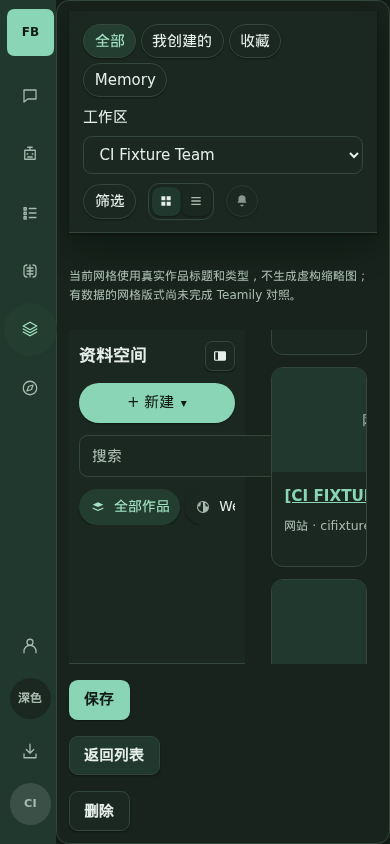 FB
全部
我创建的
收藏
Memory
工作区
CI Fixture Team
筛选
当前网格使用真实作品标题和类型，不生成虚构缩略图；
有数据的网格版式尚未完成 Teamily 对照。
资料空间
+ 新建 ▾
搜索
全部作品
[CI FIXTU
网站 · cifixture
保存
深色
返回列表
CI
删除